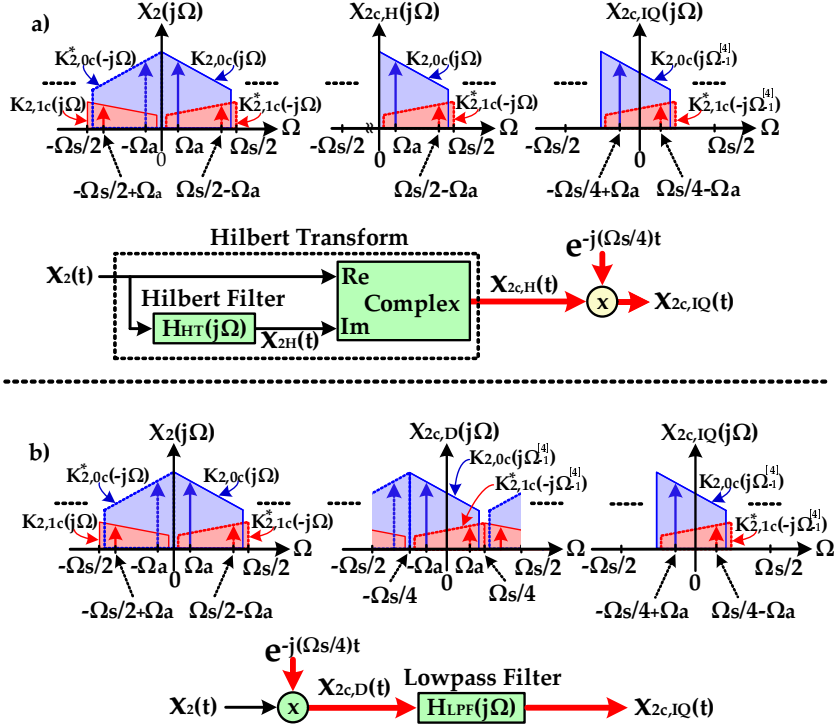 a)
X2(jΩ)
X2c,H(jΩ)
X2c,IQ(jΩ)
K*2,0c(-jΩ)
K2,0c(jΩ)
K2,0c(jΩ)
K2,0c(jΩ[4]-1)
K2,1c(jΩ)
K*2,1c(-jΩ)
K*2,1c(-jΩ)
K*2,1c(-jΩ[4]-1)
Ω
Ω
Ω
-Ωs/2
-Ωa
0
Ωa
Ωs/2
-Ωs/2
0
Ωa
Ωs/2
-Ωs/2
0
Ωs/2
-Ωs/2+Ωa
Ωs/2-Ωa
Ωs/2-Ωa
-Ωs/4+Ωa
Ωs/4-Ωa
Hilbert Transform
e-j(Ωs/4)t
X2(t)
Re
X2c,H(t)
Hilbert Filter
Complex
x
X2c,IQ(t)
HHT(jΩ)
X2H(t)
Im
b)
X2(jΩ)
X2c,D(jΩ)
X2c,IQ(jΩ)
K*2,0c(-jΩ)
K2,0c(jΩ)
K2,0c(jΩ[4]-1)
K*2,1c(-jΩ[4]-1)
K2,0c(jΩ[4]-1)
K2,1c(jΩ)
K*2,1c(-jΩ)
K*2,1c(-jΩ[4]-1)
Ω
Ω
Ω
-Ωs/2
-Ωa
0
Ωa
Ωs/2
-Ωs/2
-Ωa
0
Ωa
Ωs/2
-Ωs/2
0
Ωs/2
-Ωs/4
Ωs/4
-Ωs/2+Ωa
Ωs/2-Ωa
-Ωs/4+Ωa
Ωs/4-Ωa
e-j(Ωs/4)t
X2(t)
x
X2c,D(t)
Lowpass Filter
HLPF(jΩ)
X2c,IQ(t)